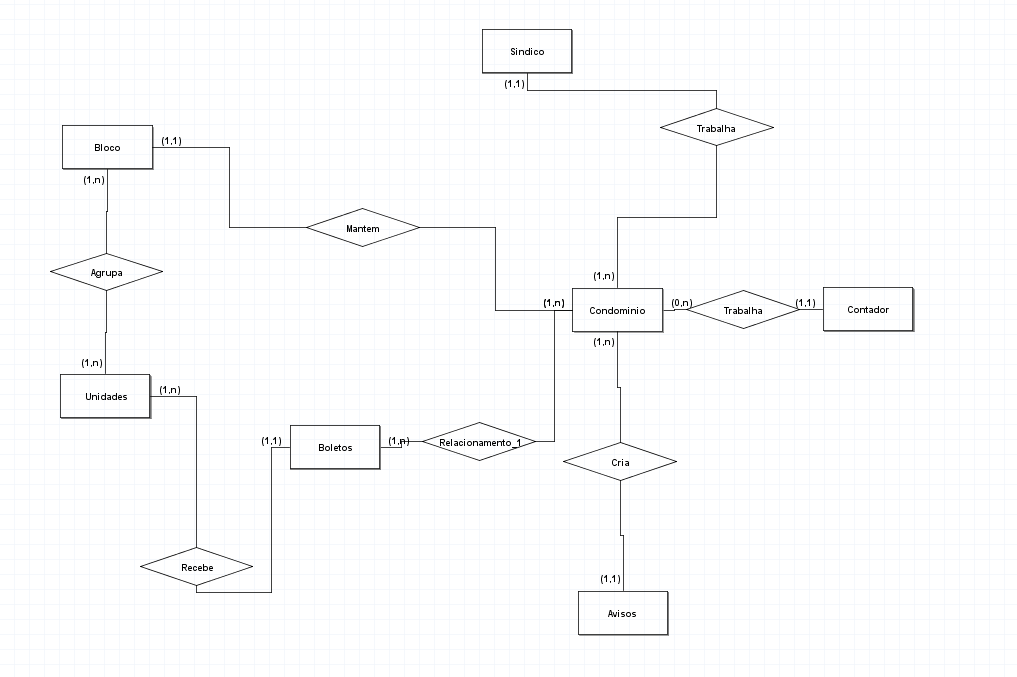 Sindico
(1,1)
Trabalha
Bloco
(1,1)
(1,n)
Mantem
Agrupa
(1,n)
(1,n)
Condominio
(0,n)
Trabalha
(1,1)
Contador
(1,n)
(1,n)
Unidades
(1,n)
(1,1)
Boletos
(1,n)
Relacionamento_1
Cria
Recebe
(1,1)
Avisos